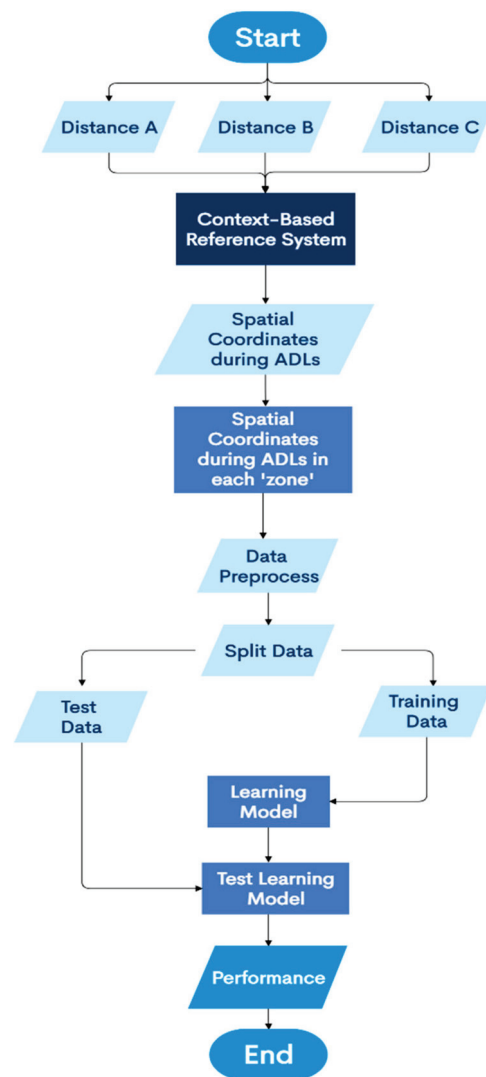 Start
Distance A
Distance B
Distance C
Context-Based
Reference System
Spatial
Coordinates
during ADLs
Spatial
Coordinates
during ADLs in
each 'zone'
Data
Preprocess
Split Data
Test
Data
Training
Data
Learning
Model
Test Learning
Model
Performance
End